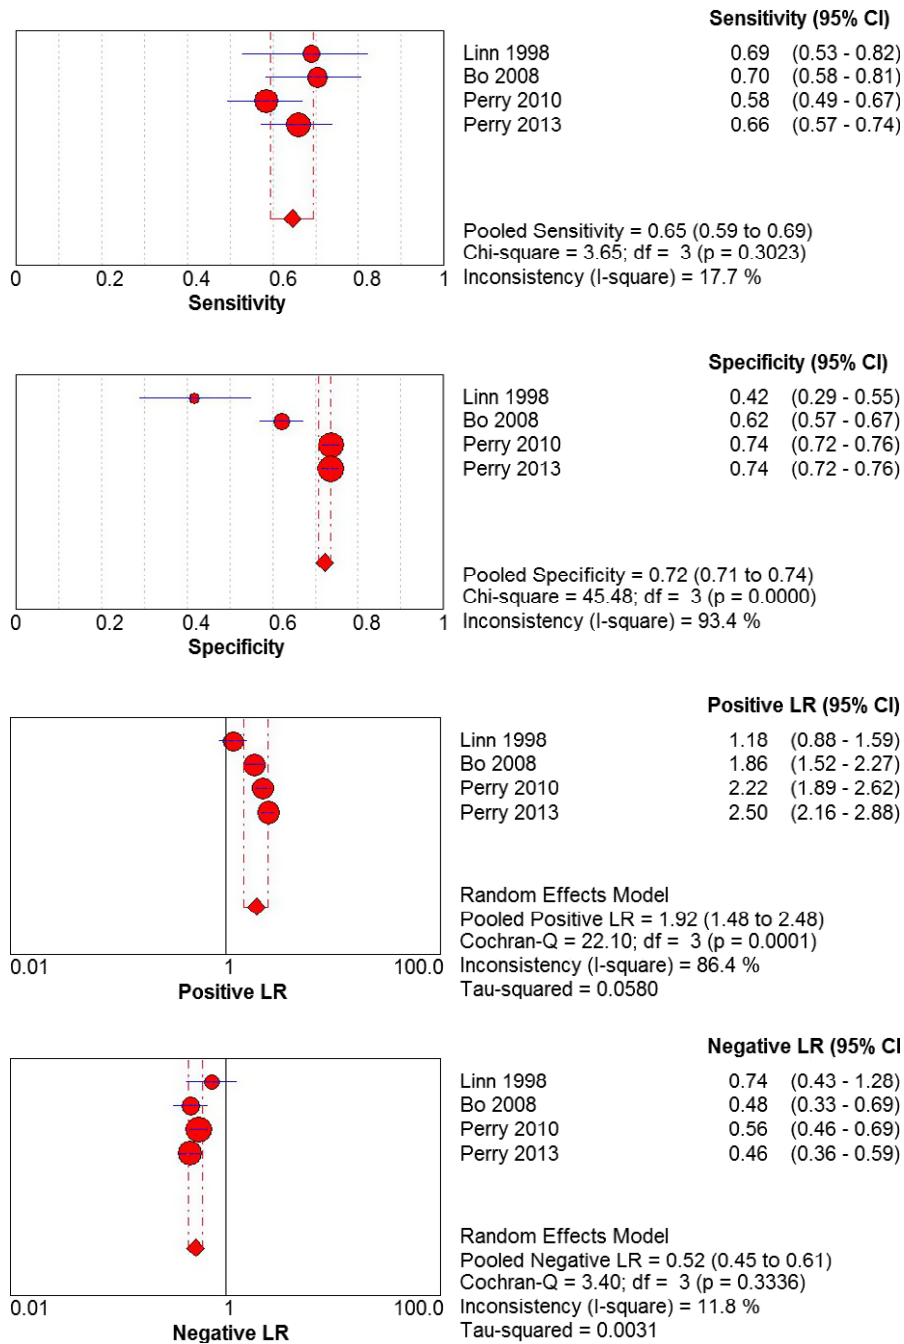 Sensitivity (95% CI)
Linn 1998 0.69 (0.53 - 0.82)
Bo 2008 0.70 (0.58 - 0.81)
Perry 2010 0.58 (0.49 - 0.67)
Perry 2013 0.66 (0.57 - 0.74)
Pooled Sensitivity = 0.65 (0.59 to 0.69)
Chi-square = 3.65; df = 3 (p = 0.3023)
Inconsistency (I-square) = 17.7 %
0 0.2 0.4 0.6 0.8 1
Sensitivity
Specificity (95% CI)
Linn 1998 0.42 (0.29 - 0.55)
Bo 2008 0.62 (0.57 - 0.67)
Perry 2010 0.74 (0.72 - 0.76)
Perry 2013 0.74 (0.72 - 0.76)
Pooled Specificity = 0.72 (0.71 to 0.74)
Chi-square = 45.48; df = 3 (p = 0.0000)
Inconsistency (I-square) = 93.4 %
0 0.2 0.4 0.6 0.8 1
Specificity
Positive LR (95% CI)
Linn 1998 1.18 (0.88 - 1.59)
Bo 2008 1.86 (1.52 - 2.27)
Perry 2010 2.22 (1.89 - 2.62)
Perry 2013 2.50 (2.16 - 2.88)
Random Effects Model
Pooled Positive LR = 1.92 (1.48 to 2.48)
Cochran-Q = 22.10; df = 3 (p = 0.0001)
Inconsistency (I-square) = 86.4 %
Tau-squared = 0.0580
0.01 1 100.0
Positive LR
Negative LR (95% CI
Linn 1998 0.74 (0.43 - 1.28)
Bo 2008 0.48 (0.33 - 0.69)
Perry 2010 0.56 (0.46 - 0.69)
Perry 2013 0.46 (0.36 - 0.59)
Random Effects Model
Pooled Negative LR = 0.52 (0.45 to 0.61)
Cochran-Q = 3.40; df = 3 (p = 0.3336)
Inconsistency (I-square) = 11.8 %
Tau-squared = 0.0031
0.01 1 100.0
Negative LR